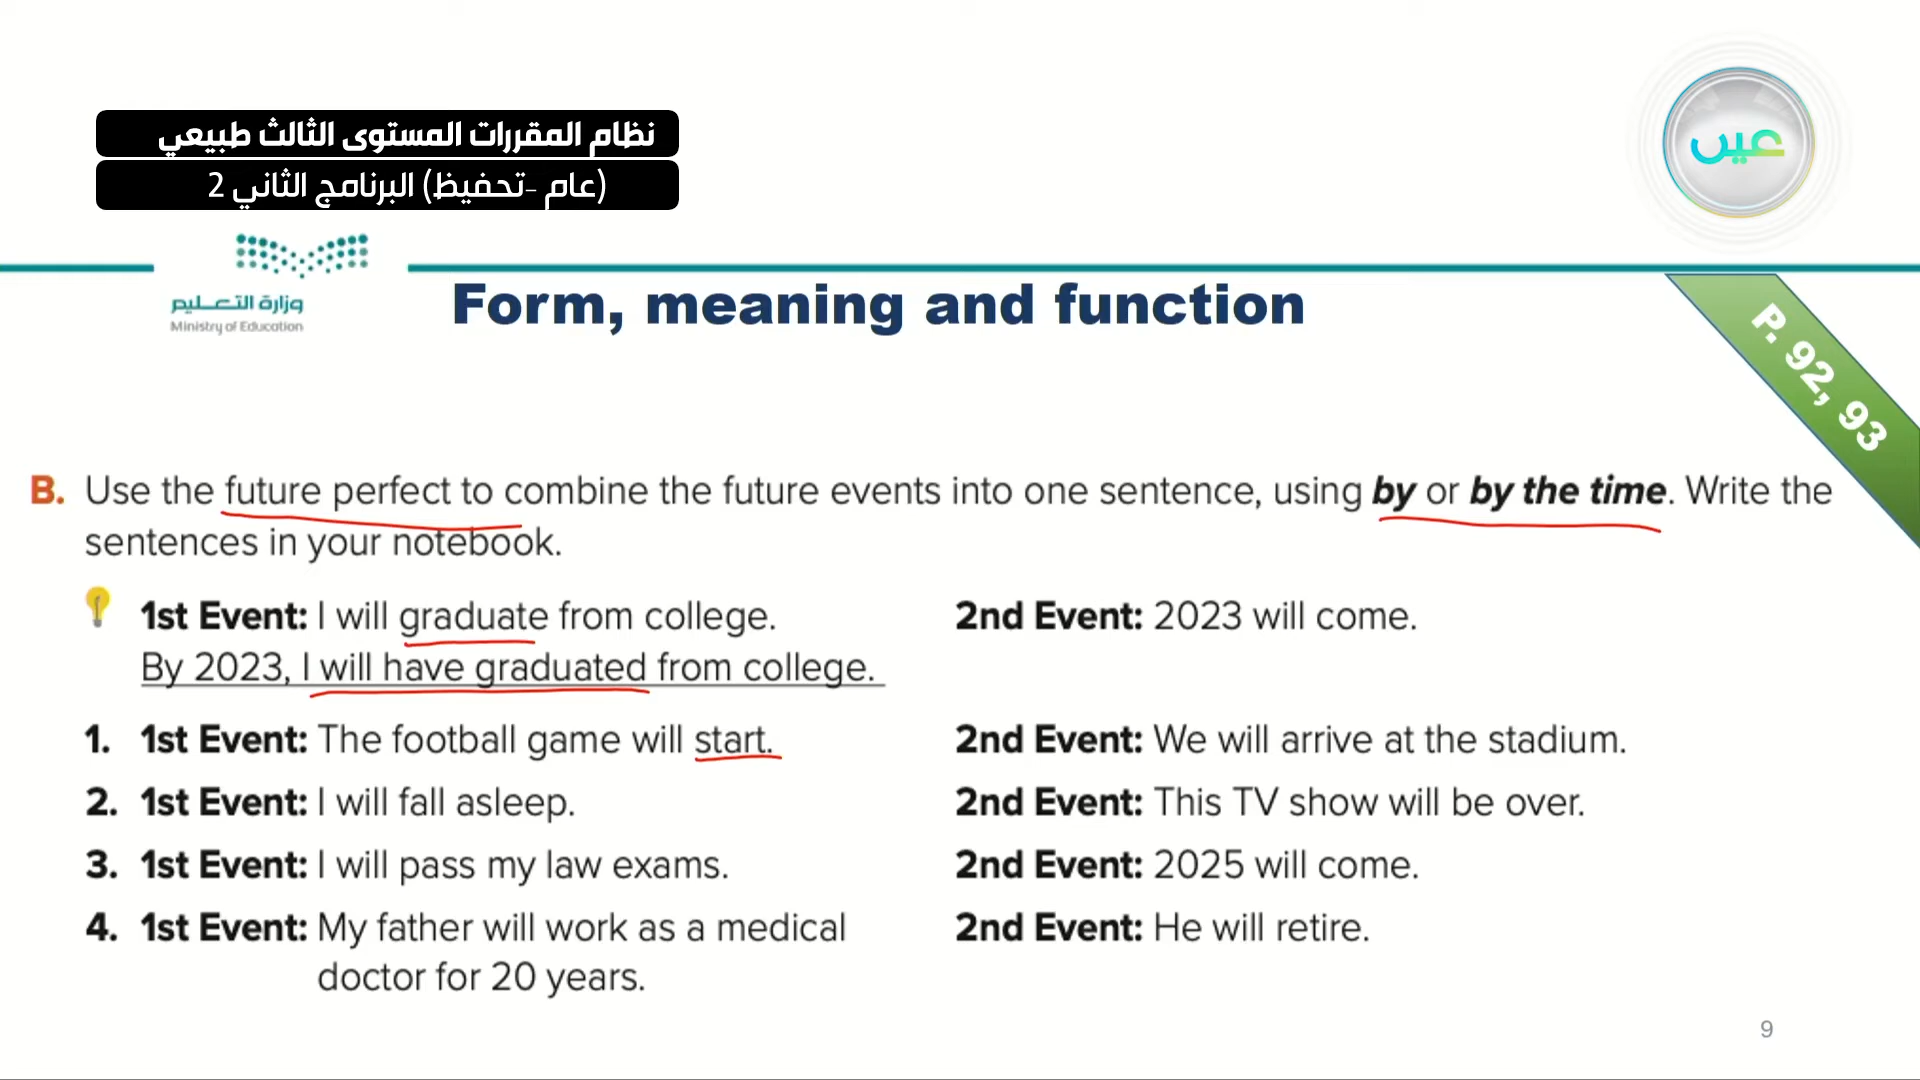 نظام المقررات المستوى الثالث طبيعي
(عام -تحفيظ) البرنامج الثاني 2
عين
وزارة التعليم
Ministry of Education
Form, meaning and function
P. 92, 93
B. Use the future perfect to combine the future events into one sentence, using by or by the time. Write the
sentences in your notebook.
1st Event: I will graduate from college. 2nd Event: 2023 will come.
By 2023, I will have graduated from college.
1. 1st Event: The football game will start. 2nd Event: We will arrive at the stadium.
2. 1st Event: I will fall asleep. 2nd Event: This TV show will be over.
3. 1st Event: I will pass my law exams. 2nd Event: 2025 will come.
4. 1st Event: My father will work as a medical 2nd Event: He will retire.
doctor for 20 years.
9